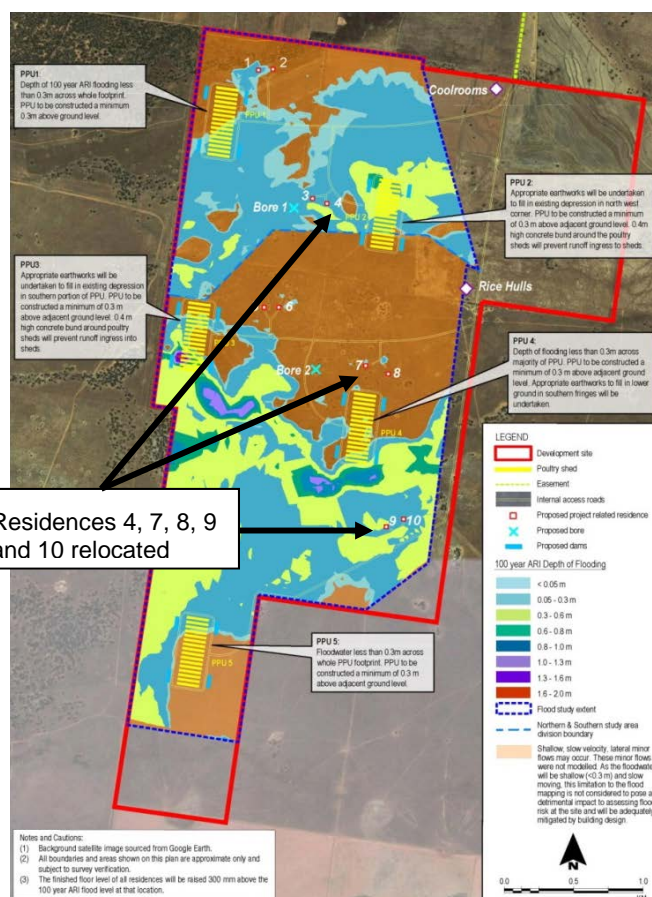 PPU1:
Depth of 100 year ARI flooding less
than 0.3m across whole footprint.
PPU to be constructed a minimum
0.3m above ground level.
1 2
PPU 1
Coolrooms
3
4
Bore 1
PPU 2
PPU 2:
Appropriate earthworks will be undertaken
to fill in existing depression in north west
corner. PPU to be constructed a minimum
of 0.3 m above adjacent ground level. 0.4m
high concrete bund around the poultry
sheds will prevent runoff ingress to sheds.
PPU3:
Appropriate earthworks will be
undertaken to fill in existing depression
in southern portion of PPU. PPU to be
constructed a minimum of 0.3 m
above adjacent ground level. 0.4 m
high concrete bund around poultry
sheds will prevent runoff ingress into
sheds.
Rice Hulls
6
PPU 3
Bore 2
7
8
PPU 4:
Depth of flooding less than 0.3m across
majority of PPU. PPU to be constructed a
minimum of 0.3 m above adjacent ground
level. Appropriate earthworks to fill in lower
ground in southern fringes will be
undertaken.
PPU 4
Residences 4, 7, 8, 9
and 10 relocated
9 10
PPU 5:
Floodwater less than 0.3m across
whole PPU footprint. PPU to be
constructed a minimum of 0.3 m
above adjacent ground level.
PPU 5
LEGEND
Development site
Poultry shed
Easement
Internal access roads
Proposed project related residence
Proposed bore
Proposed dams
100 year ARI Depth of Flooding
< 0.05 m
0.05 - 0.3 m
0.3 - 0.6 m
0.6 - 0.8 m
0.8 - 1.0 m
1.0 - 1.3 m
1.3 - 1.6 m
1.6 - 2.0 m
Flood study extent
Northern & Southern study area
division boundary
Shallow, slow velocity, lateral minor
flows may occur. These minor flows
were not modelled. As the floodwater
will be shallow (<0.3 m) and slow
moving, this limitation to the flood
mapping is not considered to pose a
detrimental impact to assessing flood
risk at the site and will be adequately
mitigated by building design.
N
0.0 0.5 1.0
Notes and Cautions:
(1) Background satellite image sourced from Google Earth.
(2) All boundaries and areas shown on this plan are approximate only and
subject to survey verification.
(3) The finished floor level of all residences will be raised 300 mm above the
100 year ARI flood level at that location.